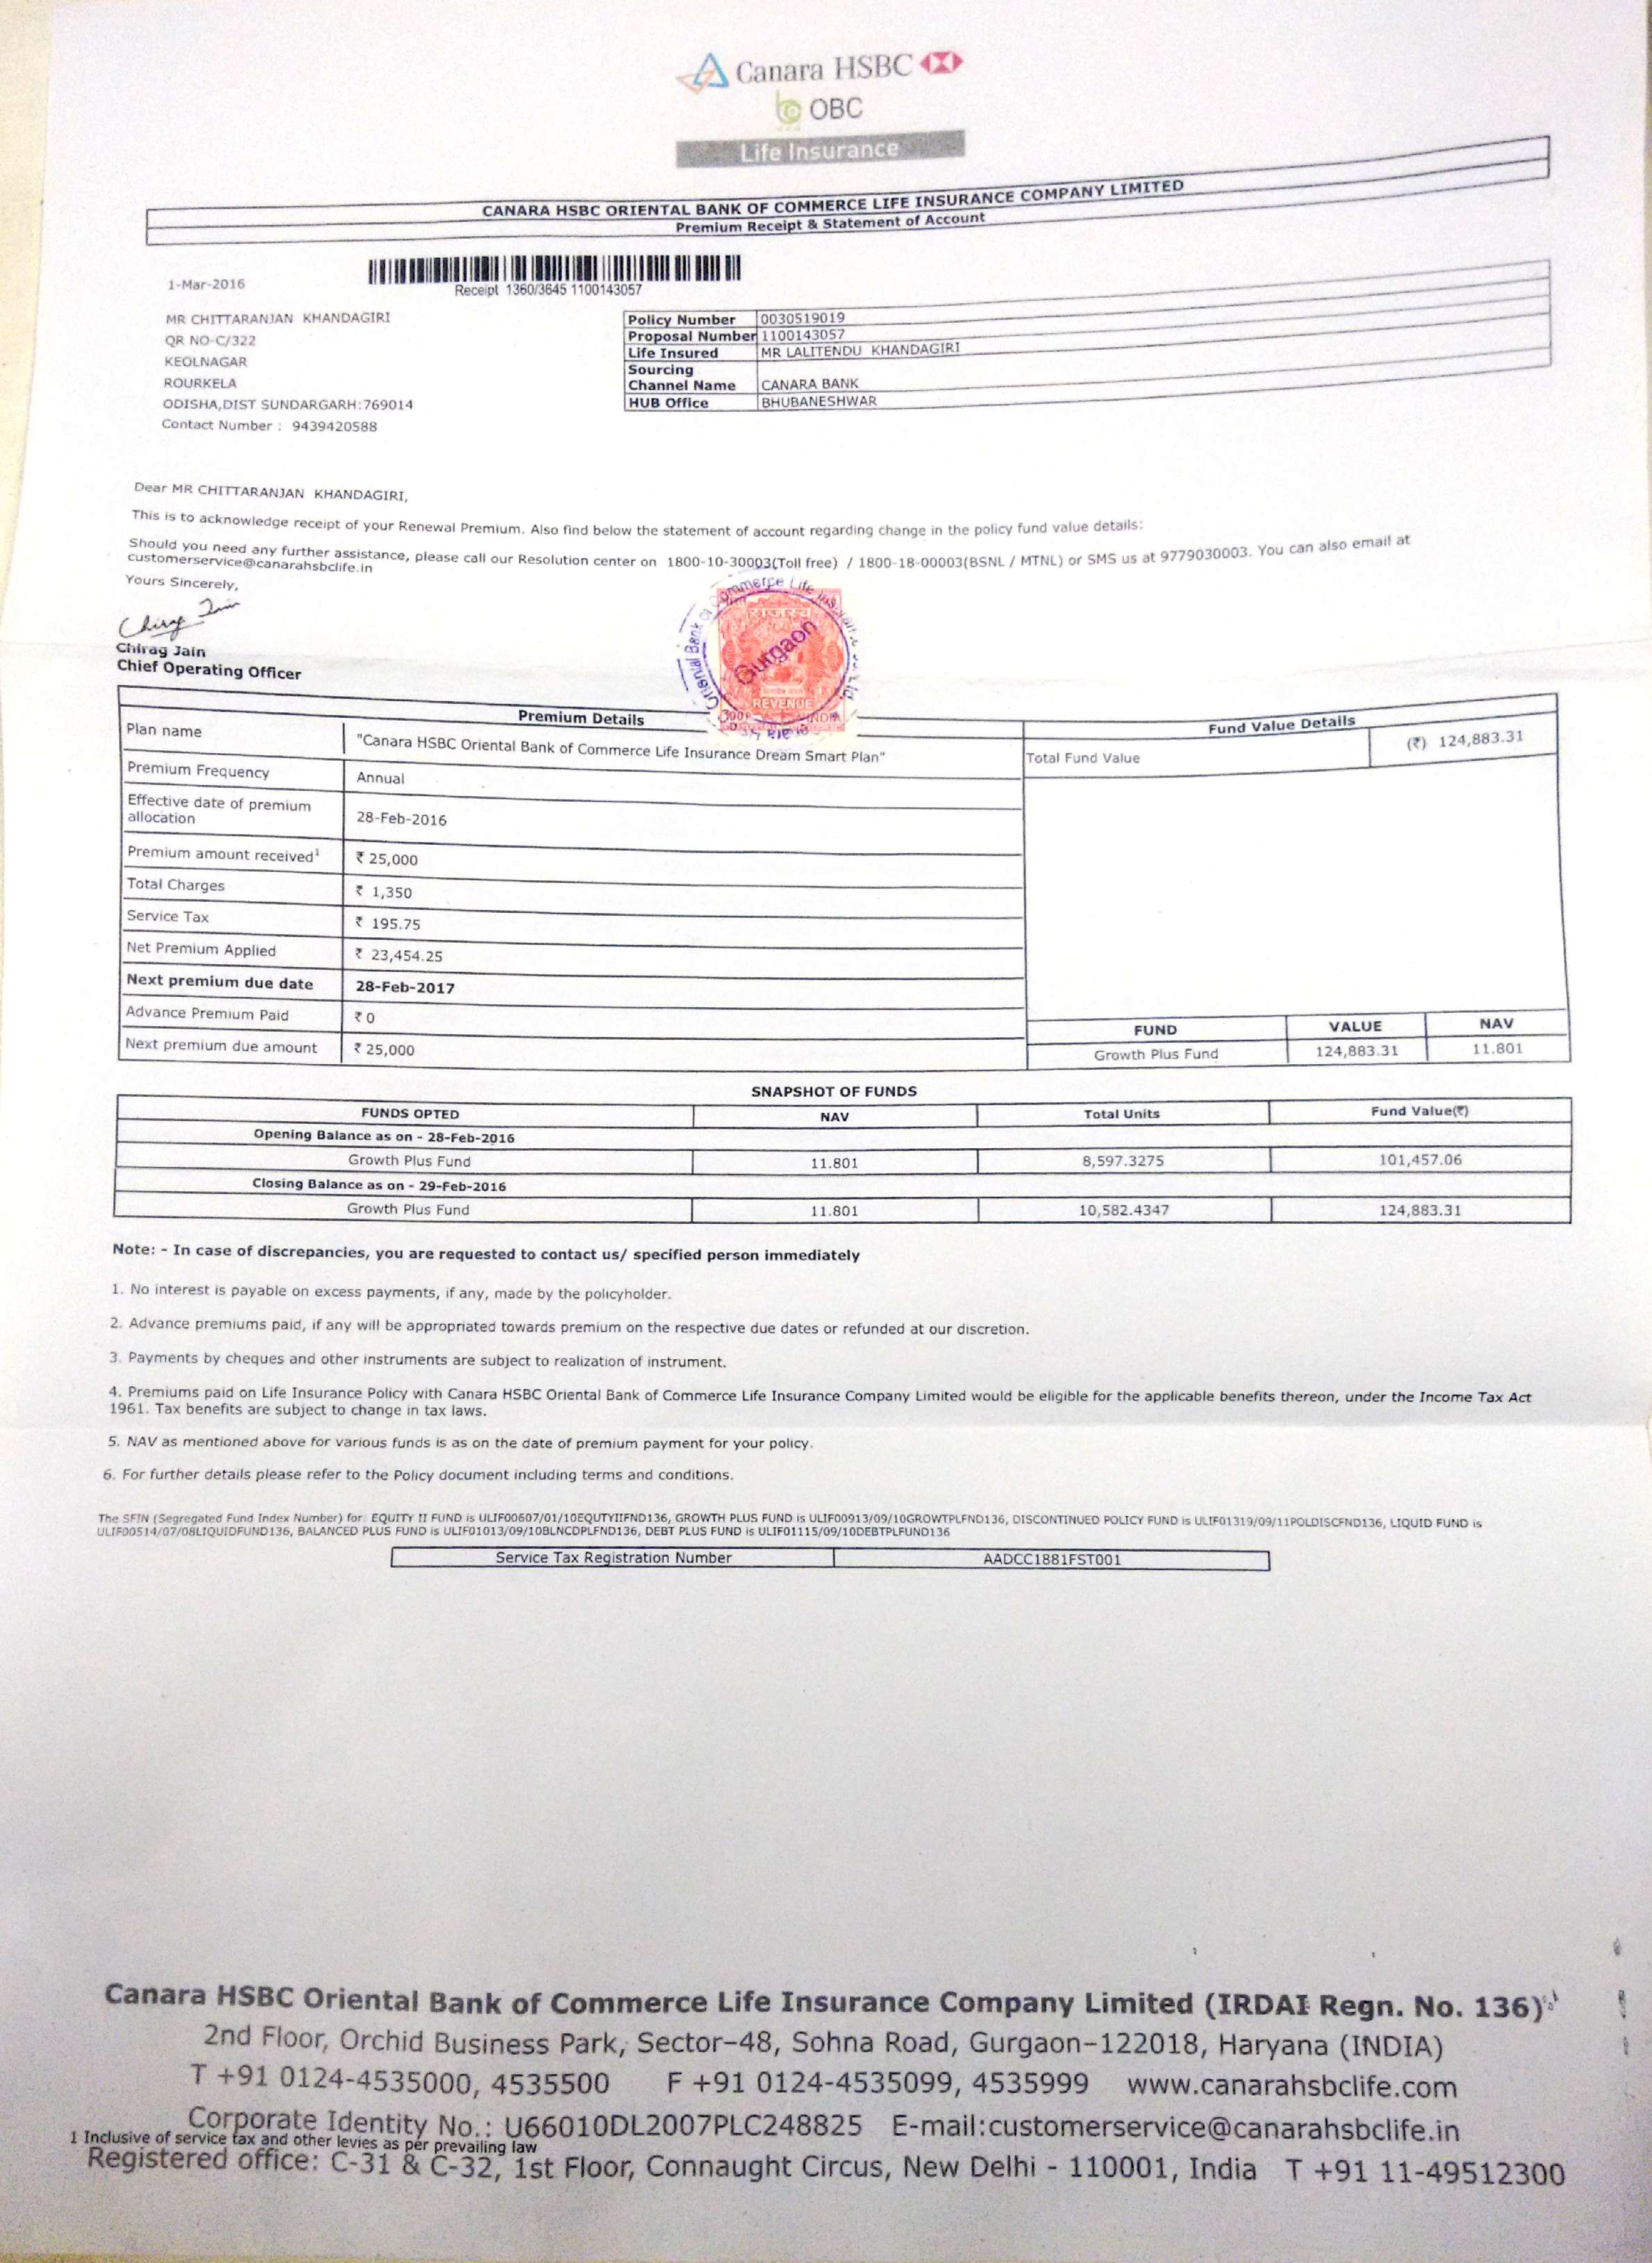 Canara HSBC
OBC
Life Insurance
CANARA HSBC ORIENTAL BANK OF COMMERCE LIFE INSURANCE COMPANY LIMITED
Premium Receipt & Statement of Account
Receipt 1360/3645 1100143057
1-Mar-2016
MR CHITTARANJAN KHANDAGIRI
QR NO-C/322
KEOLNAGAR
ROURKELA
ODISHA,DIST SUNDARGARH:769014
Contact Number : 9439420588
Policy Number 0030519019
Proposal Number 1100143057
Life Insured MR LALITENDU KHANDAGIRI
Sourcing
Channel Name CANARA BANK
HUB Office BHUBANESHWAR
Dear MR CHITTARANJAN KHANDAGIRI,
This is to acknowledge receipt of your Renewal Premium. Also find below the statement of account regarding change in the policy fund value details:
Should you need any further assistance, please call our Resolution center on 1800-10-30003(Toll free) / 1800-18-00003(BSNL / MTNL) or SMS us at 9779030003. You can also email at
customerservice@canarahsbclife.in
Yours Sincerely,
Chirag Jain
Chirag Jain
Chief Operating Officer
Oriental Bank of Commerce Life
राजस्व
Gurgaon
REVENUE
INDIA
Premium Details
Plan name "Canara HSBC Oriental Bank of Commerce Life Insurance Dream Smart Plan"
Premium Frequency Annual
Effective date of premium
allocation 28-Feb-2016
Premium amount received1 ₹ 25,000
Total Charges ₹ 1,350
Service Tax ₹ 195.75
Net Premium Applied ₹ 23,454.25
Next premium due date 28-Feb-2017
Advance Premium Paid ₹ 0
Next premium due amount ₹ 25,000
Fund Value Details
Total Fund Value (₹) 124,883.31
FUND VALUE NAV
Growth Plus Fund 124,883.31 11.801
SNAPSHOT OF FUNDS
FUNDS OPTED NAV Total Units Fund Value(₹)
Opening Balance as on - 28-Feb-2016
Growth Plus Fund 11.801 8,597.3275 101,457.06
Closing Balance as on - 29-Feb-2016
Growth Plus Fund 11.801 10,582.4347 124,883.31
Note: - In case of discrepancies, you are requested to contact us/ specified person immediately
1. No interest is payable on excess payments, if any, made by the policyholder.
2. Advance premiums paid, if any will be appropriated towards premium on the respective due dates or refunded at our discretion.
3. Payments by cheques and other instruments are subject to realization of instrument.
4. Premiums paid on Life Insurance Policy with Canara HSBC Oriental Bank of Commerce Life Insurance Company Limited would be eligible for the applicable benefits thereon, under the Income Tax Act
1961. Tax benefits are subject to change in tax laws.
5. NAV as mentioned above for various funds is as on the date of premium payment for your policy.
6. For further details please refer to the Policy document including terms and conditions.
The SFIN (Segregated Fund Index Number) for: EQUITY II FUND is ULIF00607/01/10EQUTYIIFND136, GROWTH PLUS FUND is ULIF00913/09/10GROWTPLFND136, DISCONTINUED POLICY FUND is ULIF01319/09/11POLDISCFND136, LIQUID FUND is
ULIF00514/07/08LIQUIDFUND136, BALANCED PLUS FUND is ULIF01013/09/10BLNCDPLFND136, DEBT PLUS FUND is ULIF01115/09/10DEBTPLFUND136
Service Tax Registration Number AADCC1881FST001
Canara HSBC Oriental Bank of Commerce Life Insurance Company Limited (IRDAI Regn. No. 136)
2nd Floor, Orchid Business Park, Sector-48, Sohna Road, Gurgaon-122018, Haryana (INDIA)
T +91 0124-4535000, 4535500 F +91 0124-4535099, 4535999 www.canarahsbclife.com
Corporate Identity No.: U66010DL2007PLC248825 E-mail:customerservice@canarahsbclife.in
1 Inclusive of service tax and other levies as per prevailing law
Registered office: C-31 & C-32, 1st Floor, Connaught Circus, New Delhi - 110001, India T +91 11-49512300